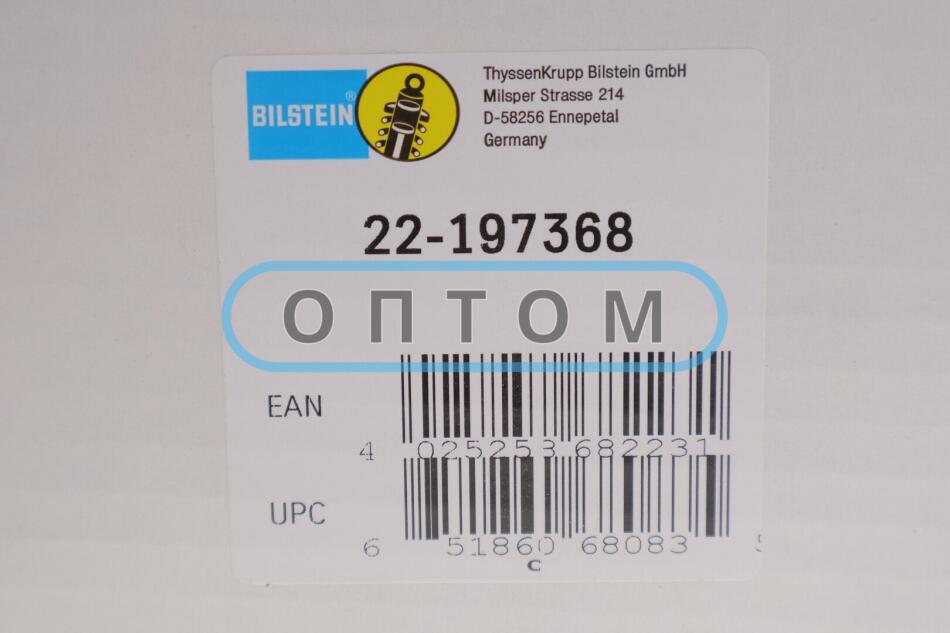 BILSTEIN®
ThyssenKrupp Bilstein GmbH
Milsper Strasse 214
D-58256 Ennepetal
Germany
22-197368
ОПТОМ
EAN
4 025253 682231
UPC
6 51860 68083
C